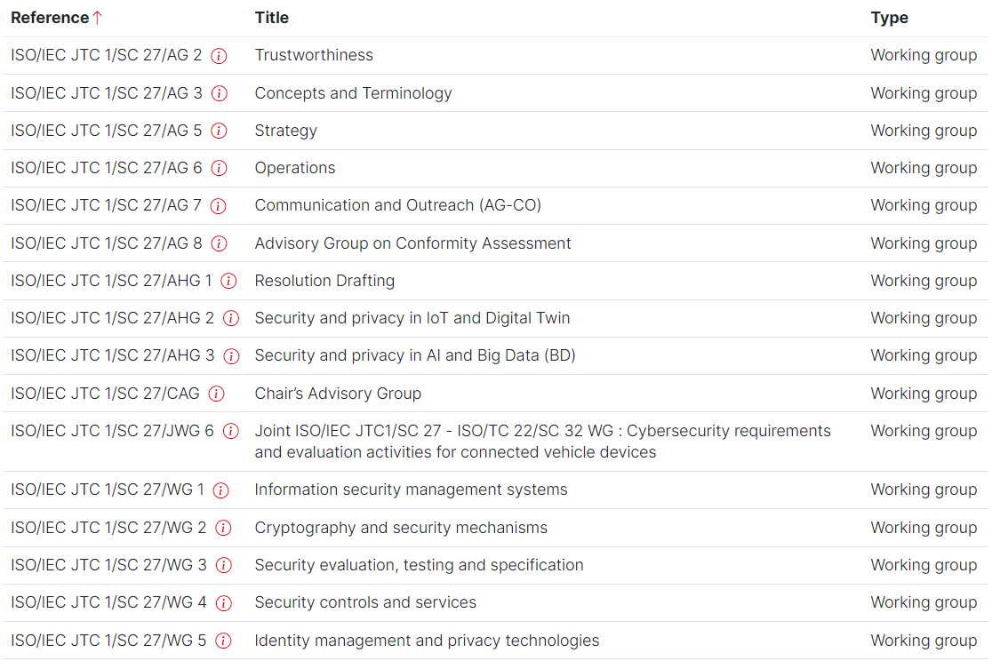 Reference↑ Title Type
ISO/IEC JTC 1/SC 27/AG 2 Trustworthiness Working group
ISO/IEC JTC 1/SC 27/AG 3 Concepts and Terminology Working group
ISO/IEC JTC 1/SC 27/AG 5 Strategy Working group
ISO/IEC JTC 1/SC 27/AG 6 Operations Working group
ISO/IEC JTC 1/SC 27/AG 7 Communication and Outreach (AG-CO) Working group
ISO/IEC JTC 1/SC 27/AG 8 Advisory Group on Conformity Assessment Working group
ISO/IEC JTC 1/SC 27/AHG 1 Resolution Drafting Working group
ISO/IEC JTC 1/SC 27/AHG 2 Security and privacy in IoT and Digital Twin Working group
ISO/IEC JTC 1/SC 27/AHG 3 Security and privacy in AI and Big Data (BD) Working group
ISO/IEC JTC 1/SC 27/CAG Chair’s Advisory Group Working group
ISO/IEC JTC 1/SC 27/JWG 6 Joint ISO/IEC JTC1/SC 27 - ISO/TC 22/SC 32 WG : Cybersecurity requirements Working group
and evaluation activities for connected vehicle devices
ISO/IEC JTC 1/SC 27/WG 1 Information security management systems Working group
ISO/IEC JTC 1/SC 27/WG 2 Cryptography and security mechanisms Working group
ISO/IEC JTC 1/SC 27/WG 3 Security evaluation, testing and specification Working group
ISO/IEC JTC 1/SC 27/WG 4 Security controls and services Working group
ISO/IEC JTC 1/SC 27/WG 5 Identity management and privacy technologies Working group